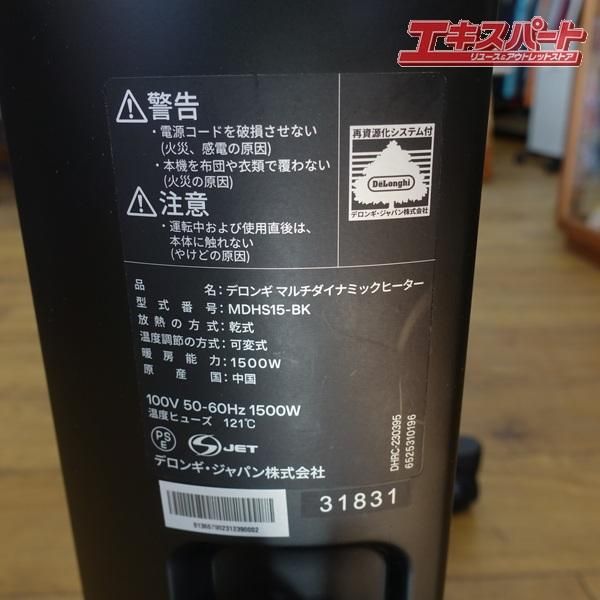 エキスパート
リユース&アウトレットストア
警告
・電源コードを破損させない
(火災、感電の原因)
・本機を布団や衣類で覆わない
(火災の原因)
注意
・運転中および使用直後は、
本体に触れない
(やけどの原因)
再資源化システム付
DeLonghi
デロンギ・ジャパン株式会社
品名:デロンギ マルチダイナミックヒーター
型式番号:MDHS15-BK
放熱の方式:乾式
温度調節の方式:可変式
暖房能力:1500W
原産国:中国
100V 50-60Hz 1500W
温度ヒューズ 121℃
PSE
JET
デロンギ・ジャパン株式会社
DHRC-230395
6525310196
31831